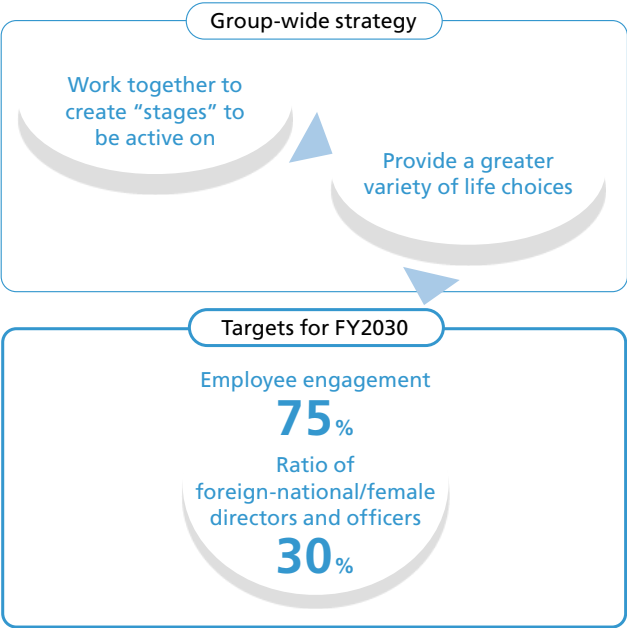 Group-wide strategy
Work together to
create “stages” to
be active on
Provide a greater
variety of life choices
Targets for FY2030
Employee engagement
75%
Ratio of
foreign-national/female
directors and officers
30%